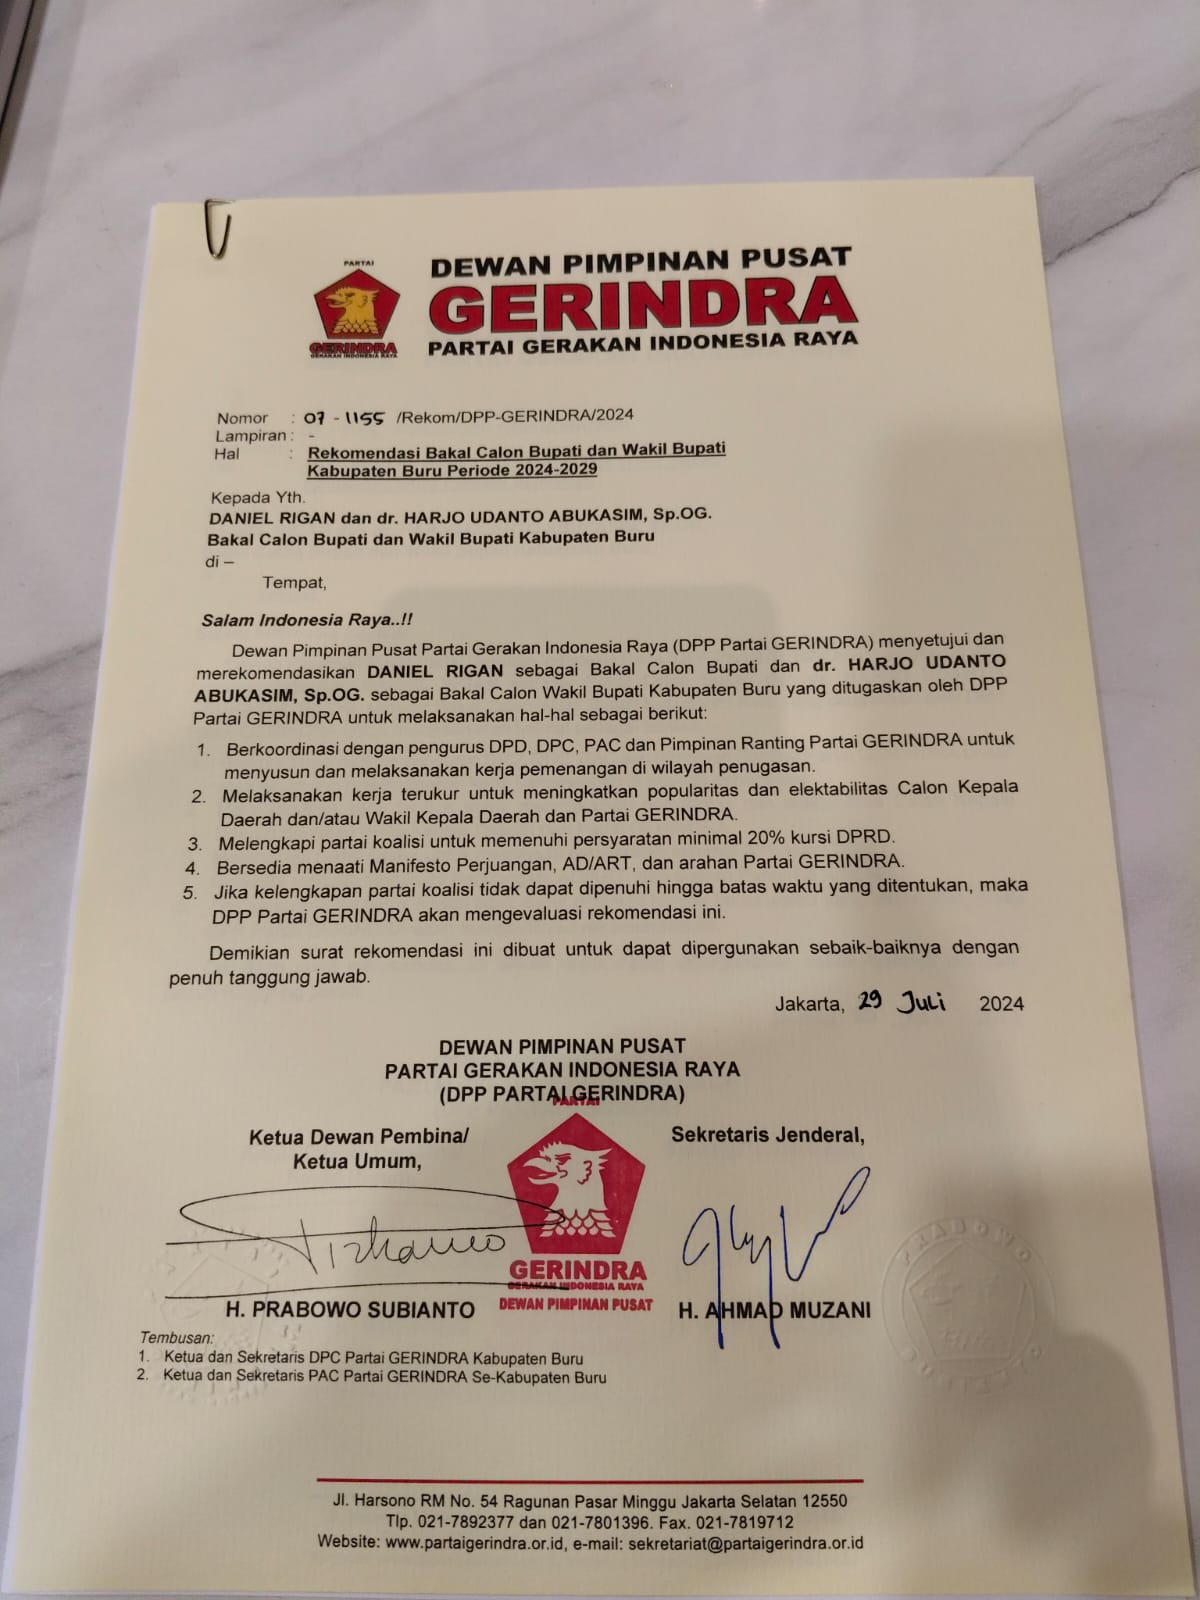 PARTAI
GERINDRA
GERAKAN INDONESIA RAYA
DEWAN PIMPINAN PUSAT
GERINDRA
PARTAI GERAKAN INDONESIA RAYA
Nomor : 07 - 1155 /Rekom/DPP-GERINDRA/2024
Lampiran : -
Hal : Rekomendasi Bakal Calon Bupati dan Wakil Bupati
Kabupaten Buru Periode 2024-2029
Kepada Yth.
DANIEL RIGAN dan dr. HARJO UDANTO ABUKASIM, Sp.OG.
Bakal Calon Bupati dan Wakil Bupati Kabupaten Buru
di –
Tempat,
Salam Indonesia Raya..!!
Dewan Pimpinan Pusat Partai Gerakan Indonesia Raya (DPP Partai GERINDRA) menyetujui dan
merekomendasikan DANIEL RIGAN sebagai Bakal Calon Bupati dan dr. HARJO UDANTO
ABUKASIM, Sp.OG. sebagai Bakal Calon Wakil Bupati Kabupaten Buru yang ditugaskan oleh DPP
Partai GERINDRA untuk melaksanakan hal-hal sebagai berikut:
1. Berkoordinasi dengan pengurus DPD, DPC, PAC dan Pimpinan Ranting Partai GERINDRA untuk
menyusun dan melaksanakan kerja pemenangan di wilayah penugasan.
2. Melaksanakan kerja terukur untuk meningkatkan popularitas dan elektabilitas Calon Kepala
Daerah dan/atau Wakil Kepala Daerah dan Partai GERINDRA.
3. Melengkapi partai koalisi untuk memenuhi persyaratan minimal 20% kursi DPRD.
4. Bersedia menaati Manifesto Perjuangan, AD/ART, dan arahan Partai GERINDRA.
5. Jika kelengkapan partai koalisi tidak dapat dipenuhi hingga batas waktu yang ditentukan, maka
DPP Partai GERINDRA akan mengevaluasi rekomendasi ini.
Demikian surat rekomendasi ini dibuat untuk dapat dipergunakan sebaik-baiknya dengan
penuh tanggung jawab.
Jakarta, 29 Juli 2024
DEWAN PIMPINAN PUSAT
PARTAI GERAKAN INDONESIA RAYA
(DPP PARTAI GERINDRA)
PARTAI
Ketua Dewan Pembina/
Ketua Umum,
Sekretaris Jenderal,
GERINDRA
GERAKAN INDONESIA RAYA
DEWAN PIMPINAN PUSAT
H. PRABOWO SUBIANTO
H. AHMAD MUZANI
PRABOWO
Tembusan:
1. Ketua dan Sekretaris DPC Partai GERINDRA Kabupaten Buru
2. Ketua dan Sekretaris PAC Partai GERINDRA Se-Kabupaten Buru
Jl. Harsono RM No. 54 Ragunan Pasar Minggu Jakarta Selatan 12550
Tlp. 021-7892377 dan 021-7801396. Fax. 021-7819712
Website: www.partaigerindra.or.id, e-mail: sekretariat@partaigerindra.or.id